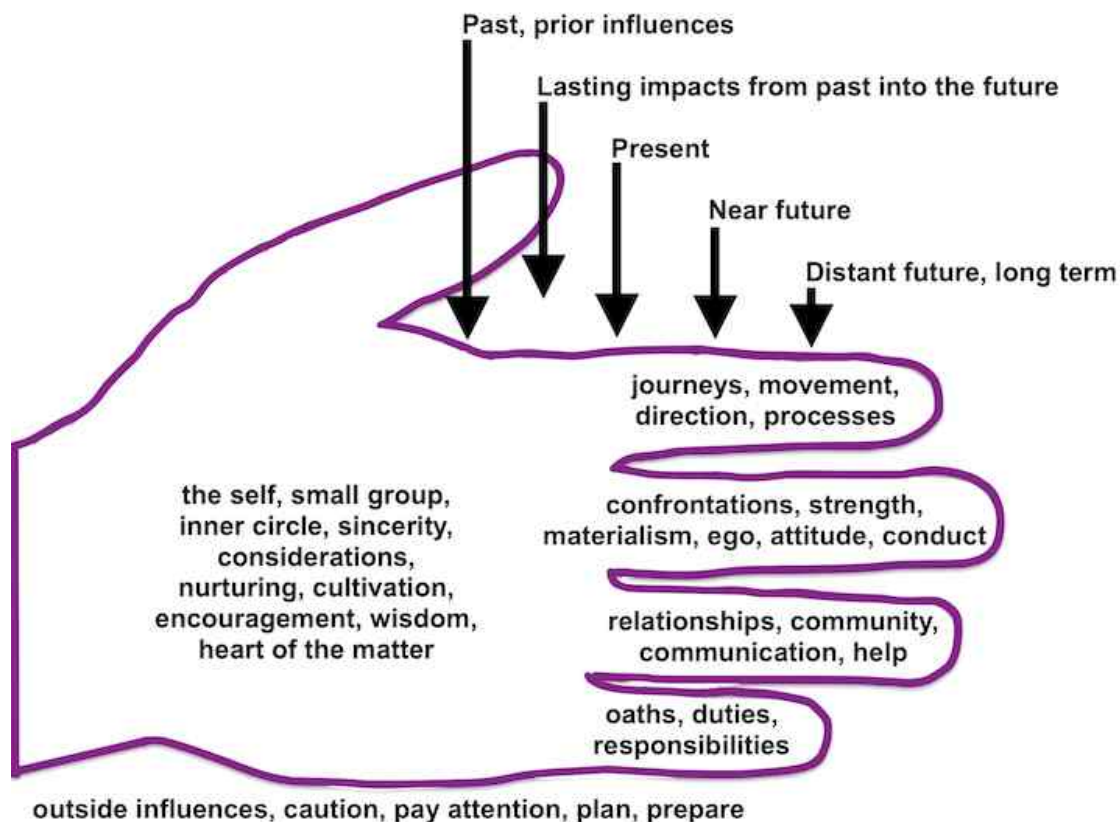 Past, prior influences
Lasting impacts from past into the future
Present
Near future
Distant future, long term
journeys, movement,
direction, processes
the self, small group,
inner circle, sincerity,
considerations,
nurturing, cultivation,
encouragement, wisdom,
heart of the matter
confrontations, strength,
materialism, ego, attitude, conduct
relationships, community,
communication, help
oaths, duties,
responsibilities
outside influences, caution, pay attention, plan, prepare